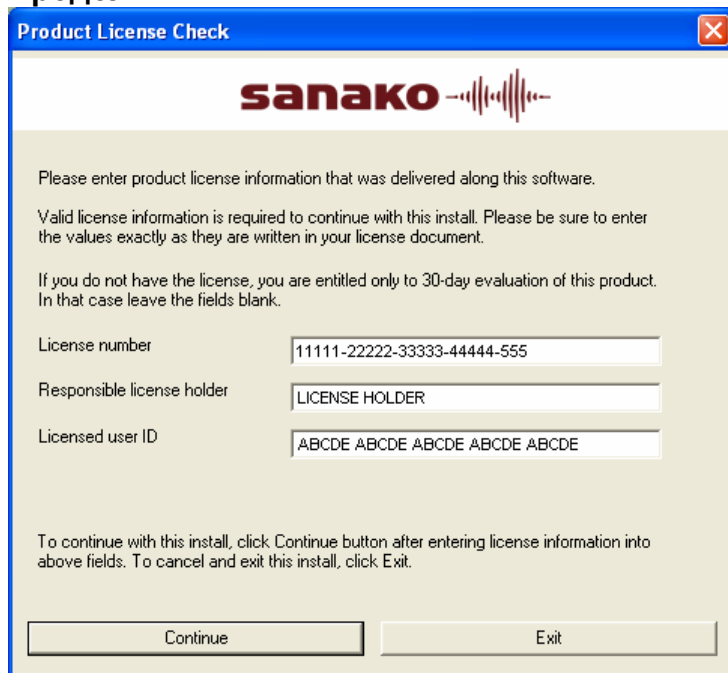 Product License Check
sanako
Please enter product license information that was delivered along this software.
Valid license information is required to continue with this install. Please be sure to enter
the values exactly as they are written in your license document.
If you do not have the license, you are entitled only to 30-day evaluation of this product.
In that case leave the fields blank.
License number
11111-22222-33333-44444-555
Responsible license holder
LICENSE HOLDER
Licensed user ID
ABCDE ABCDE ABCDE ABCDE ABCDE
To continue with this install, click Continue button after entering license information into
above fields. To cancel and exit this install, click Exit.
Continue
Exit